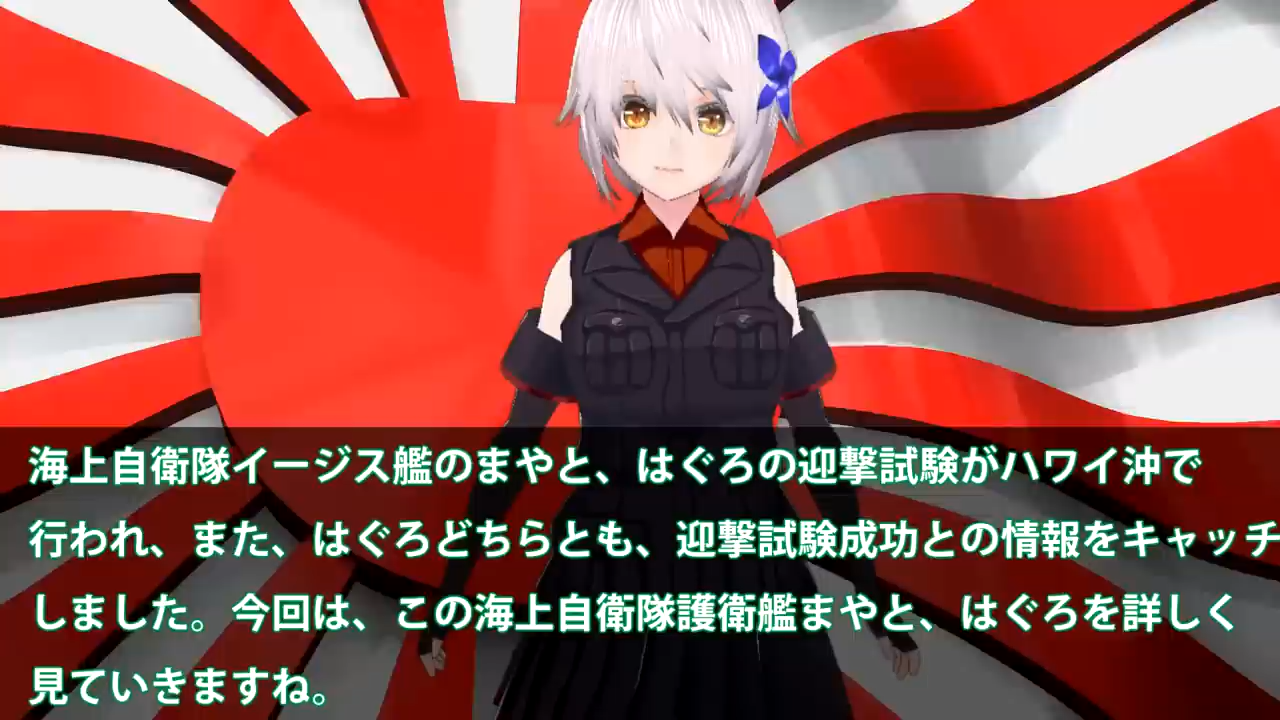 海上自衛隊イージス艦のまやと、はぐろの迎撃試験がハワイ沖で
行われ、また、はぐろどちらとも、迎撃試験成功との情報をキャッチ
しました。今回は、この海上自衛隊護衛艦まやと、はぐろを詳しく
見ていきますね。